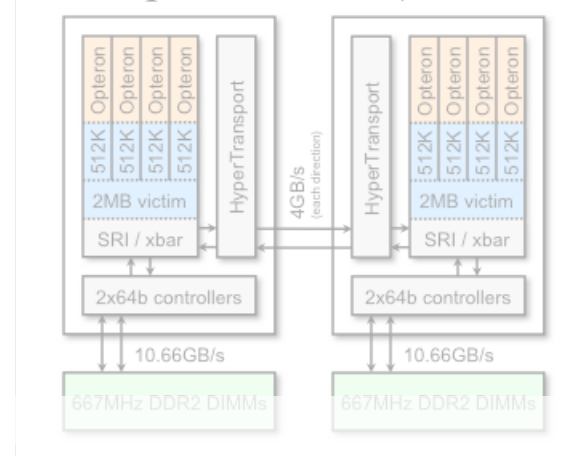 Opteron Opteron Opteron Opteron
512K 512K 512K 512K
2MB victim
SRI / xbar
HyperTransport
2x64b controllers
10.66GB/s
667MHz DDR2 DIMMs
4GB/s
(each direction)
HyperTransport
Opteron Opteron Opteron Opteron
512K 512K 512K 512K
2MB victim
SRI / xbar
2x64b controllers
10.66GB/s
667MHz DDR2 DIMMs